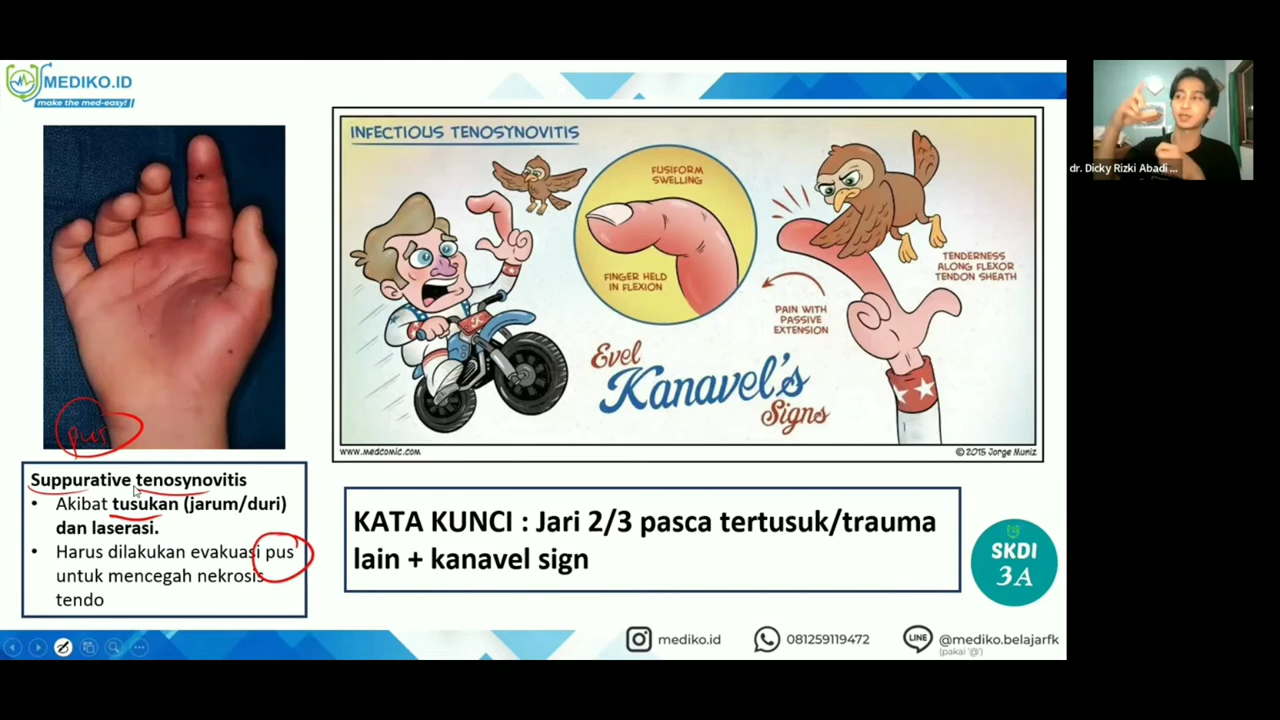 MEDIKO.ID
make the med-easy!
INFECTIOUS TENOSYNOVITIS
FUSIFORM
SWELLING
FINGER HELD
IN FLEXION
PAIN WITH
PASSIVE
EXTENSION
TENDERNESS
ALONG FLEXOR
TENDON SHEATH
Evel
Kanavel's
Signs
www.medcomic.com
© 2015 Jorge Muniz
dr. Dicky Rizki Abadi ...
pus
Suppurative tenosynovitis
• Akibat tusukan (jarum/duri)
dan laserasi.
• Harus dilakukan evakuasi pus
untuk mencegah nekrosis
tendo
KATA KUNCI : Jari 2/3 pasca tertusuk/trauma
lain + kanavel sign
SKDI
3A
mediko.id
081259119472
LINE
@mediko.belajarfk
(pakai '@')